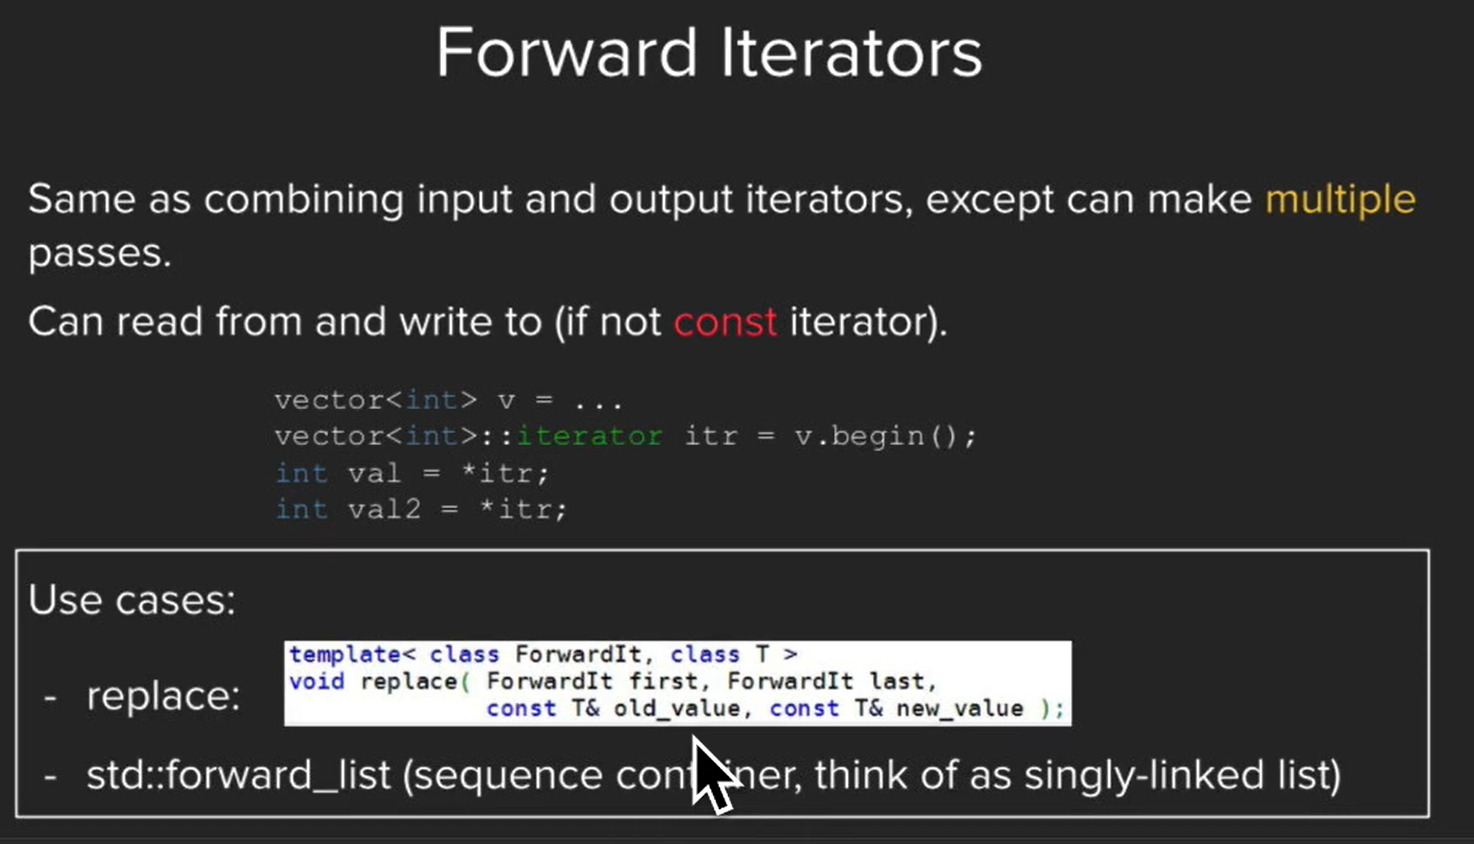 Forward Iterators
Same as combining input and output iterators, except can make multiple
passes.
Can read from and write to (if not const iterator).
vector<int> v = ...
vector<int>::iterator itr = v.begin();
int val = *itr;
int val2 = *itr;
Use cases:
- replace:
template< class ForwardIt, class T >
void replace( ForwardIt first, ForwardIt last,
const T& old_value, const T& new_value );
- std::forward_list (sequence container, think of as singly-linked list)